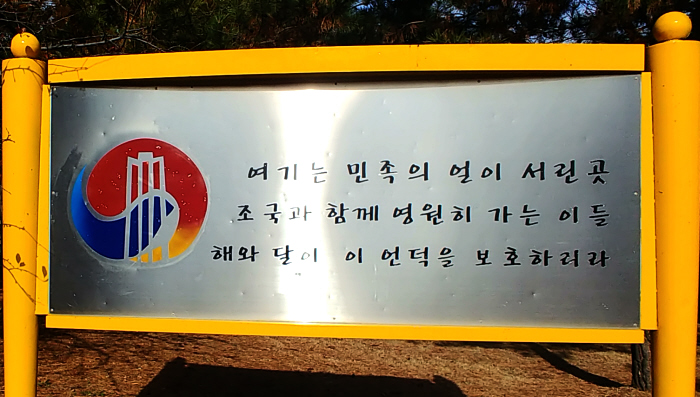 여기는 민족의 얼이 서린곳
조국과 함께 영원히 가는 이들
해와 달이 이 언덕을 보호하리라